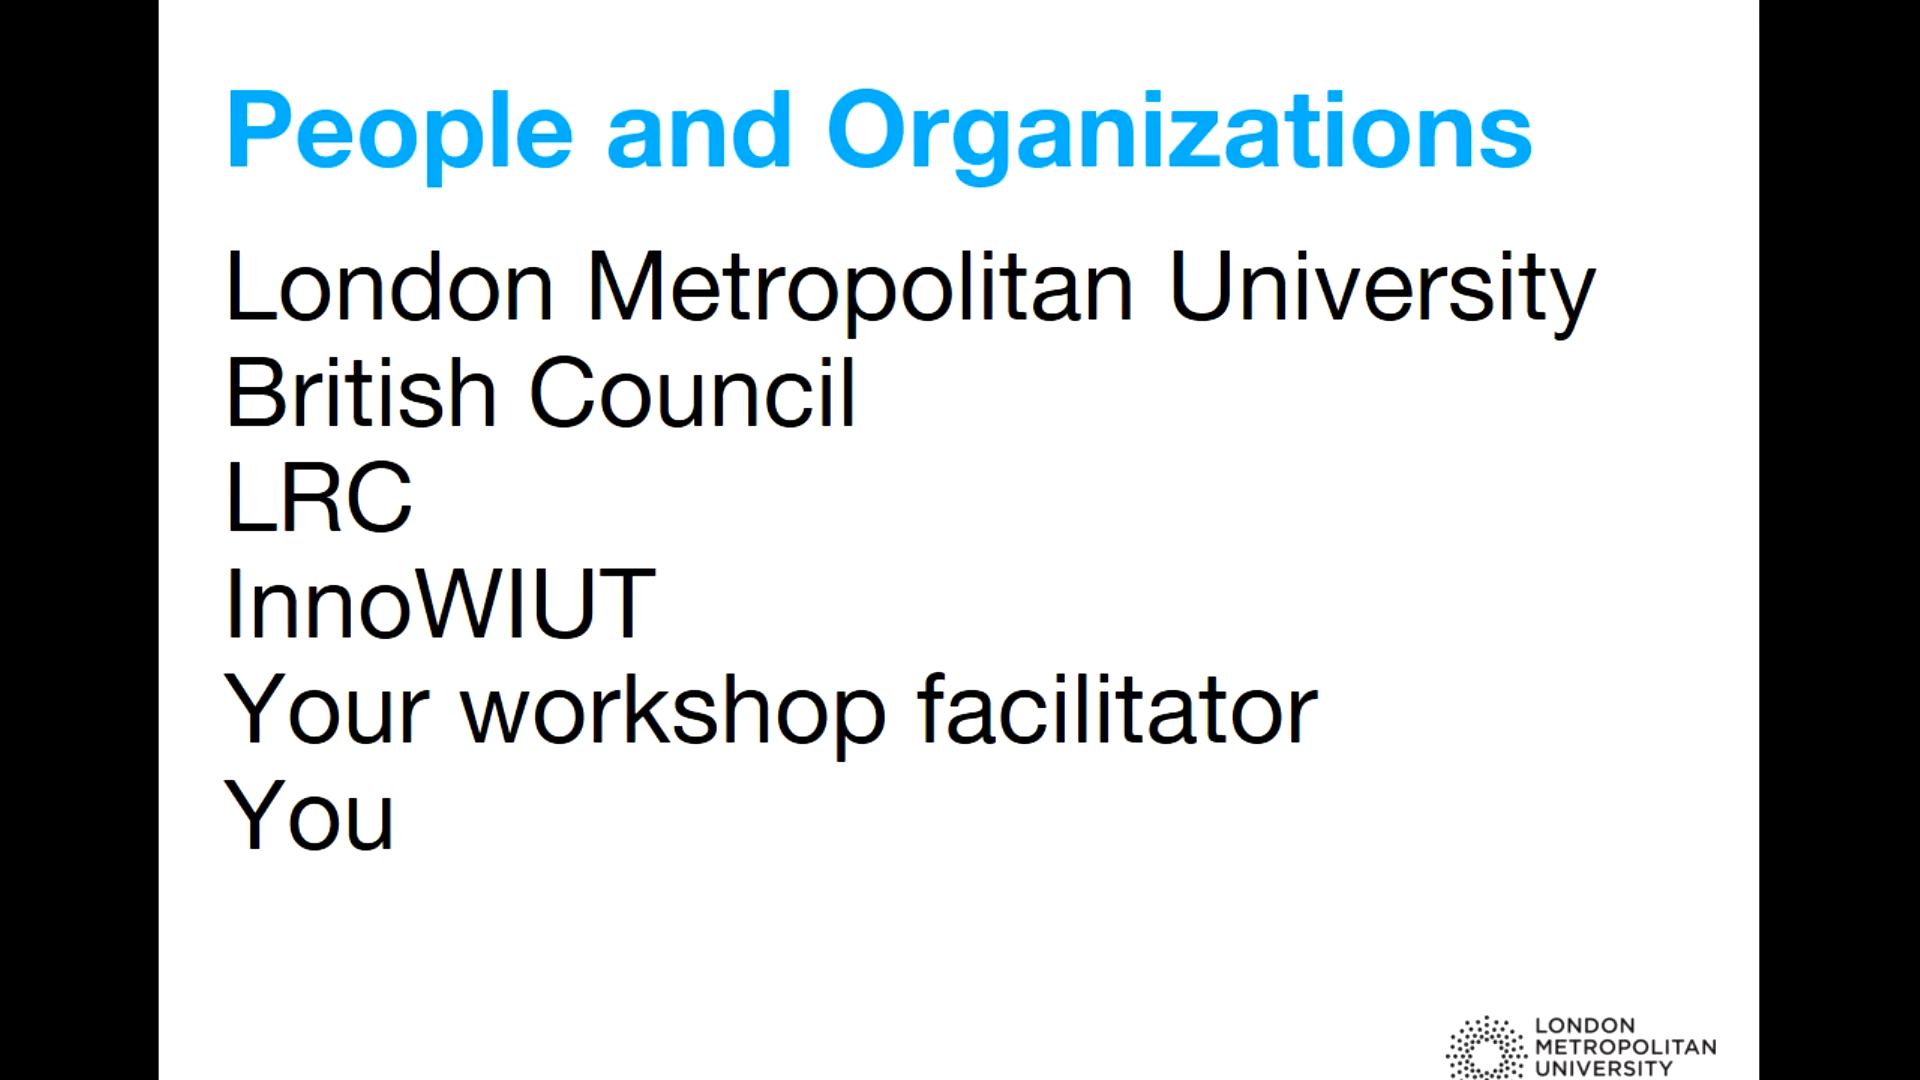 People and Organizations
London Metropolitan University
British Council
LRC
InnoWIUT
Your workshop facilitator
You
LONDON
METROPOLITAN
UNIVERSITY